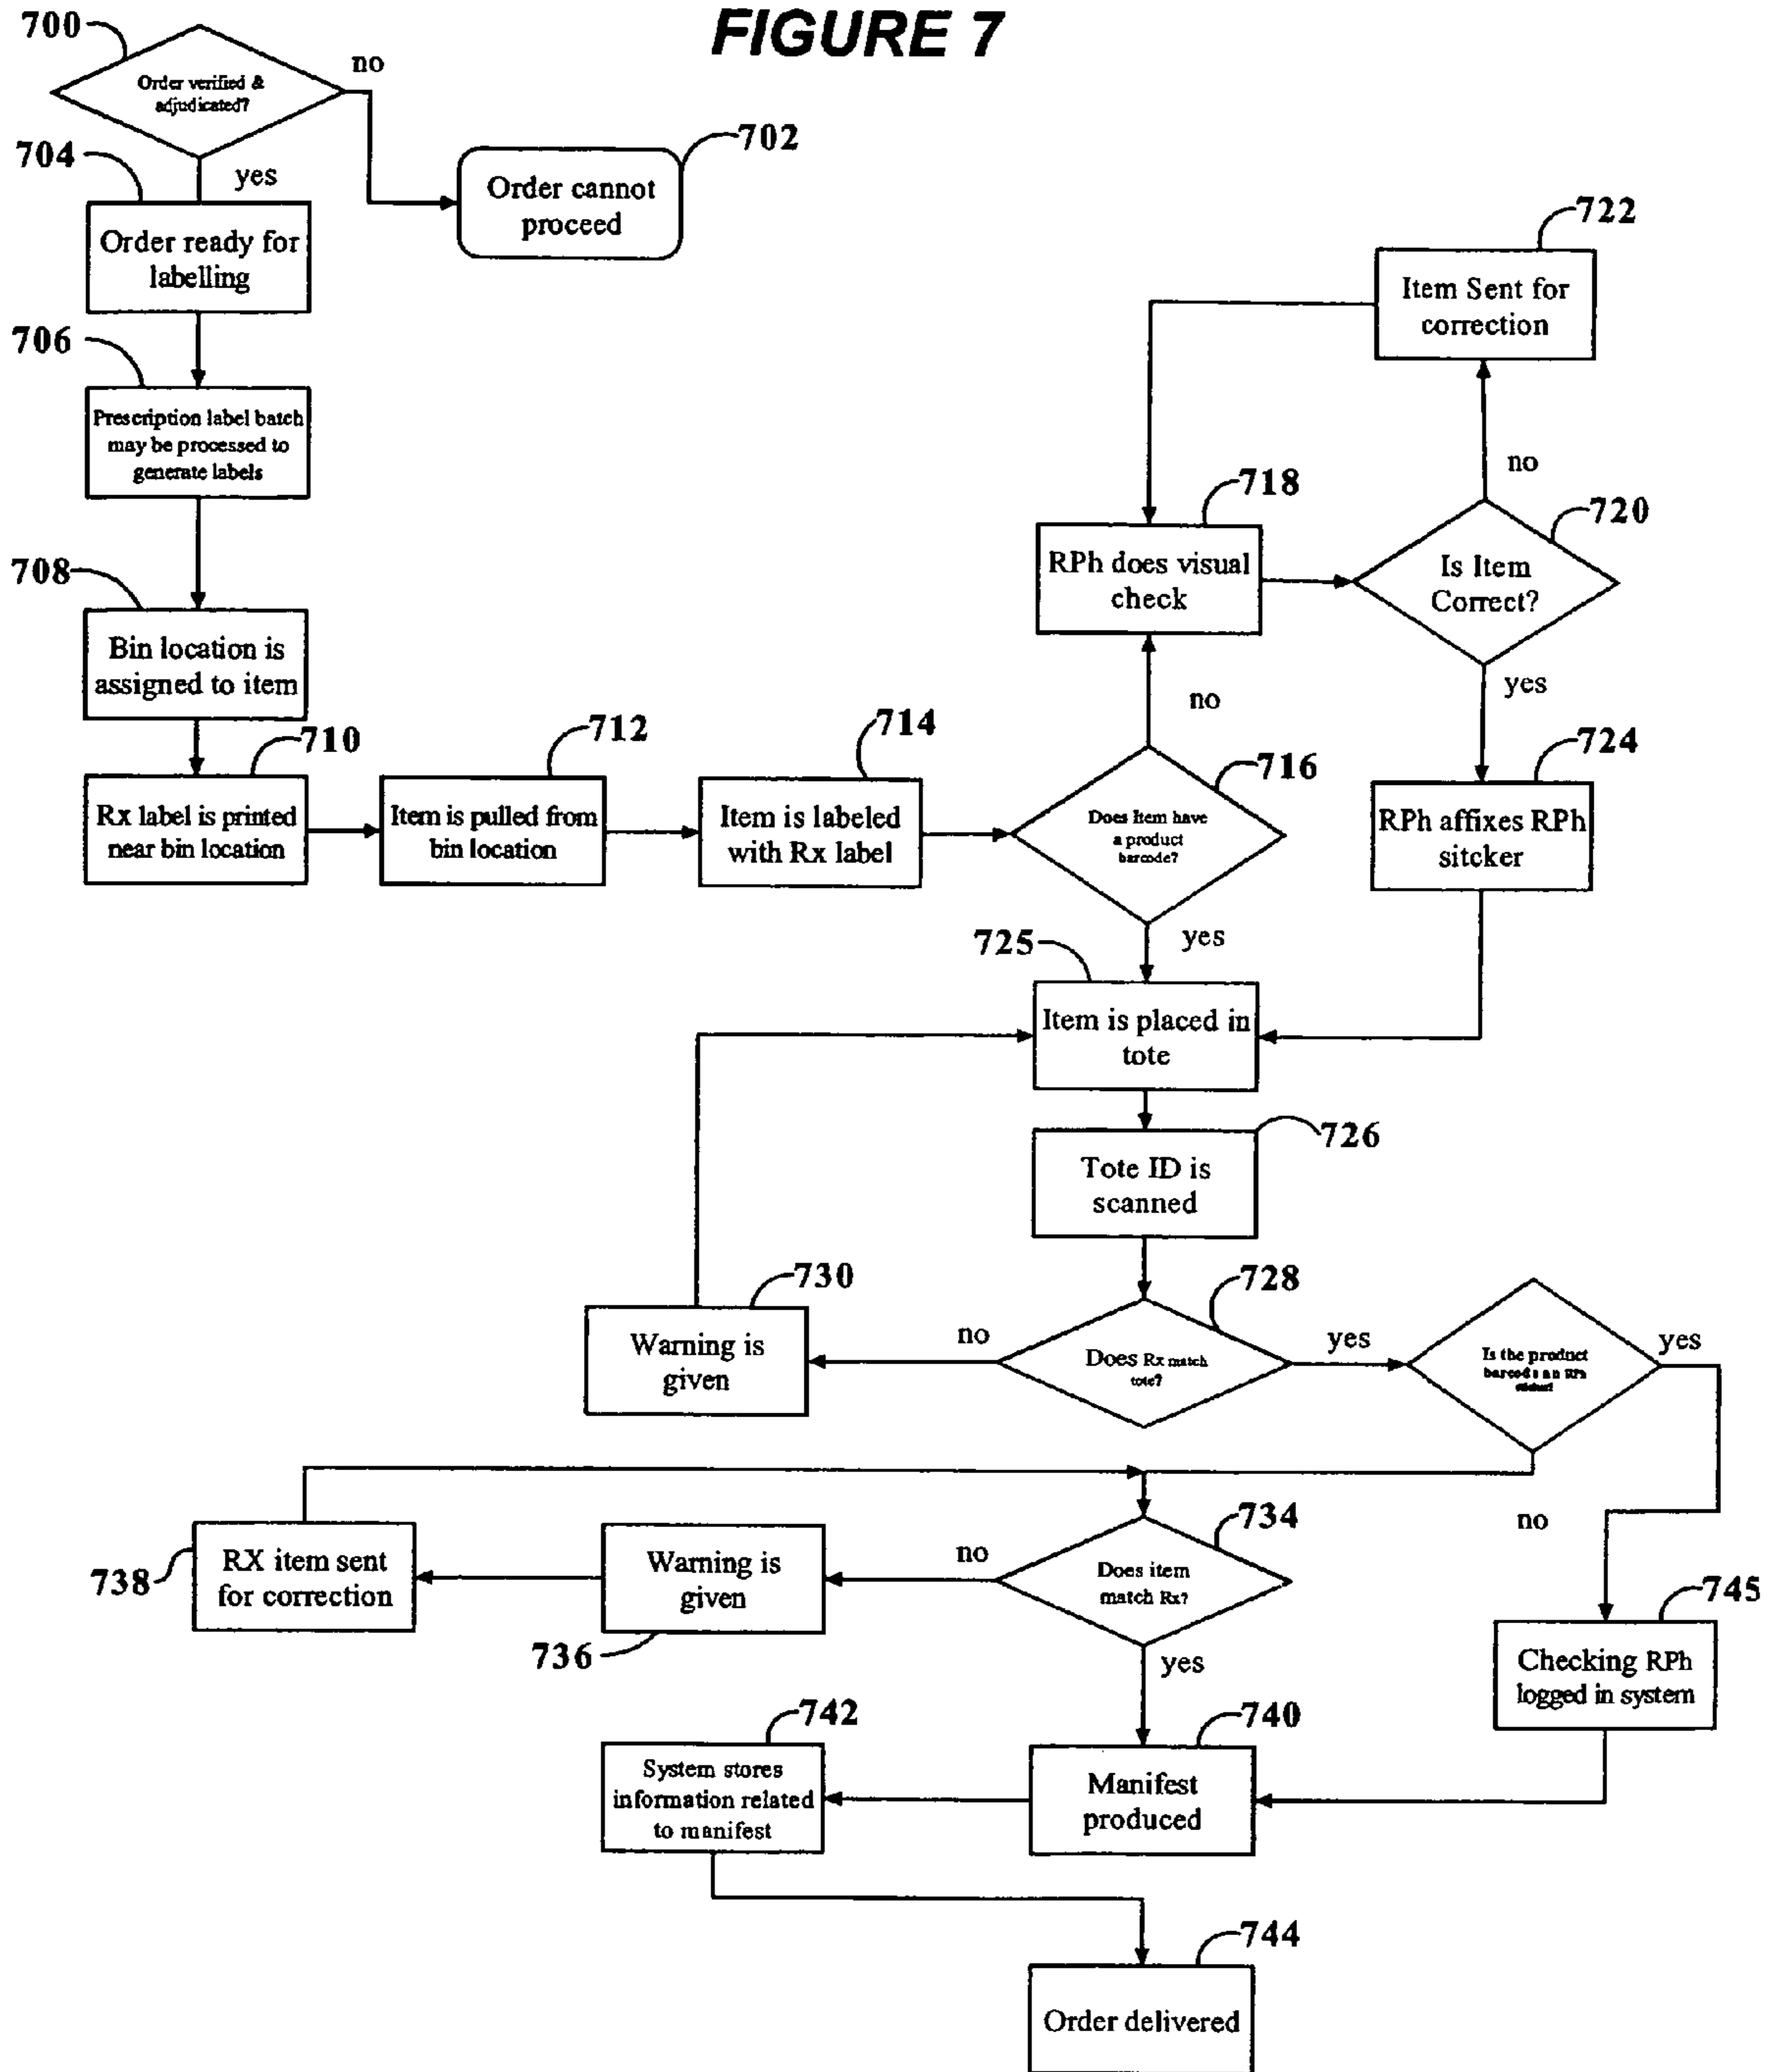 FIGURE 7
700
Order verified &
adjudicated?
no
702
Order cannot
proceed
704
yes
Order ready for
labelling
706
Prescription label batch
may be processed to
generate labels
708
Bin location is
assigned to item
710
Rx label is printed
near bin location
712
Item is pulled from
bin location
714
Item is labeled
with Rx label
716
Does Item have
a product
barcode?
no
718
RPh does visual
check
720
Is Item
Correct?
no
722
Item Sent for
correction
yes
724
RPh affixes RPh
sitcker
yes
725
Item is placed in
tote
726
Tote ID is
scanned
728
Does Rx match
tote?
no
730
Warning is
given
yes
Is the product
barcode an RPh
yes
no
734
Does item
match Rx?
no
Warning is
given
736
738
RX item sent
for correction
yes
745
Checking RPh
logged in system
740
Manifest
produced
742
System stores
information related
to manifest
744
Order delivered